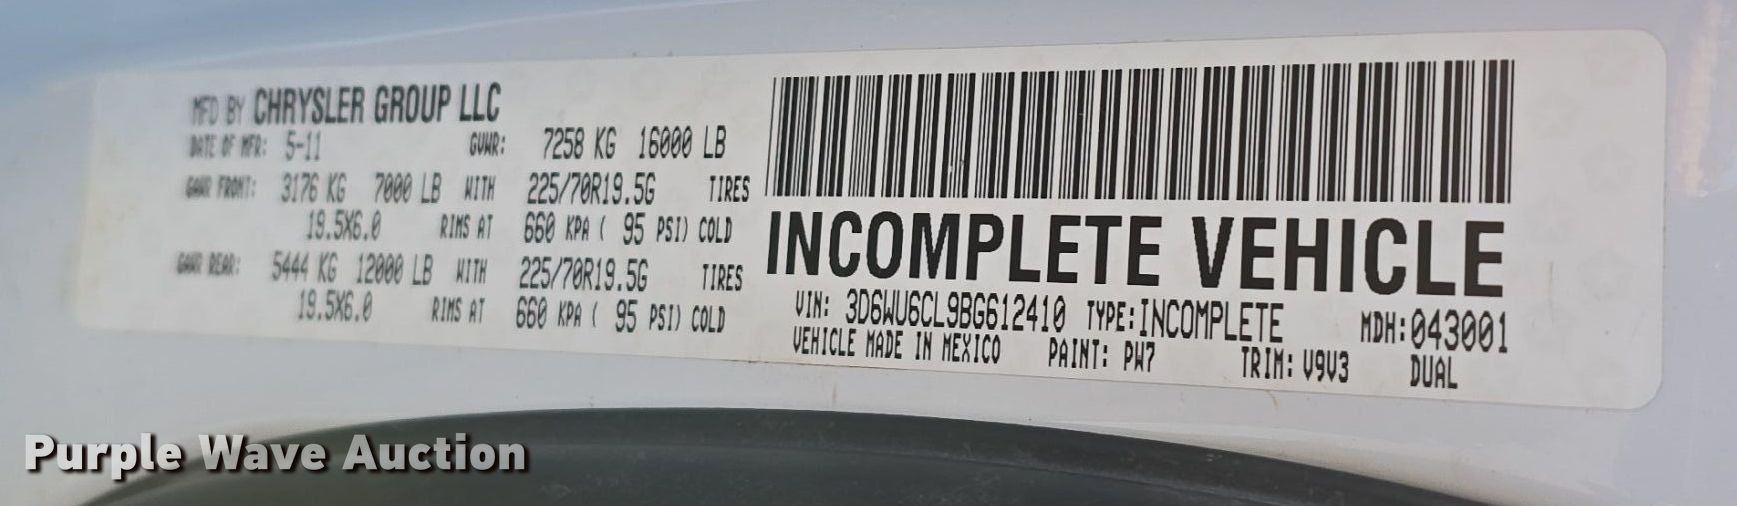 MFD BY CHRYSLER GROUP LLC
DATE OF MFR: 5-11 GVWR: 7258 KG 16000 LB
GAWR FRONT: 3176 KG 7000 LB WITH 225/70R19.5G TIRES
19.5X6.0 RIMS AT 660 KPA ( 95 PSI) COLD
GAWR REAR: 5444 KG 12000 LB WITH 225/70R19.5G TIRES
19.5X6.0 RIMS AT 660 KPA ( 95 PSI) COLD
INCOMPLETE VEHICLE
VIN: 3D6WU6CL9BG612410 TYPE:INCOMPLETE MDH:043001
VEHICLE MADE IN MEXICO PAINT: PW7 TRIM: V9V3 DUAL
Purple Wave Auction